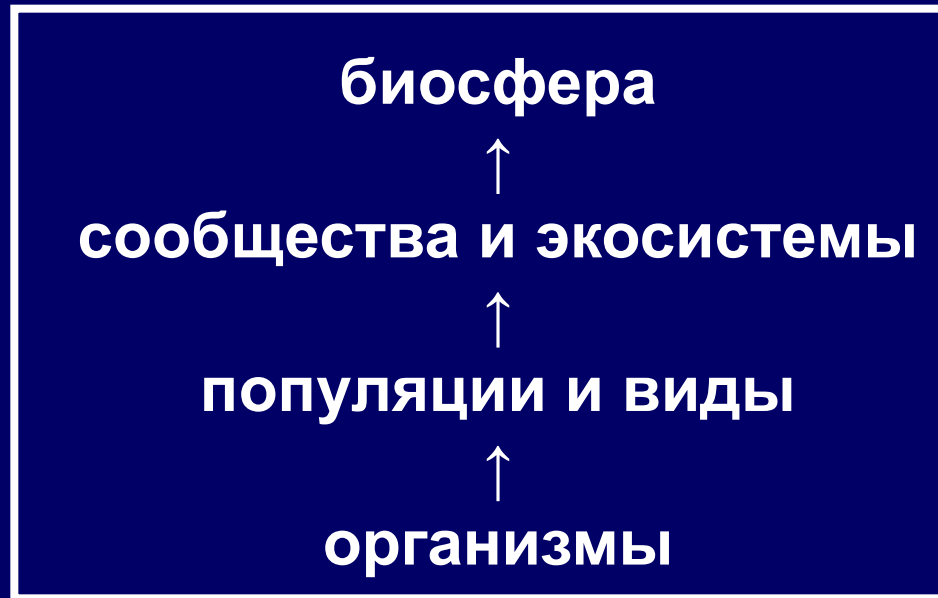 биосфера
↑
сообщества и экосистемы
↑
популяции и виды
↑
организмы